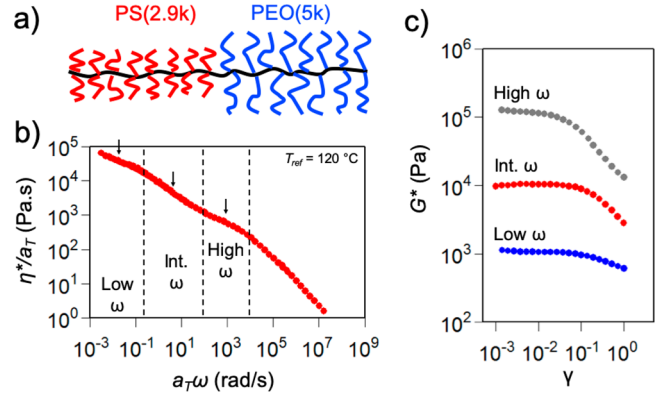 a)
PS(2.9k) PEO(5k)
b)
T_ref = 120 °C
η*/a_T (Pa.s)
10^5
10^4
10^3
10^2
10^1
10^0
Low
ω
Int.
ω
High
ω
10^-3 10^-1 10^1 10^3 10^5 10^7 10^9
a_Tω (rad/s)
c)
G* (Pa)
10^6
10^5
10^4
10^3
10^2
High ω
Int. ω
Low ω
10^-3 10^-2 10^-1 10^0
γ